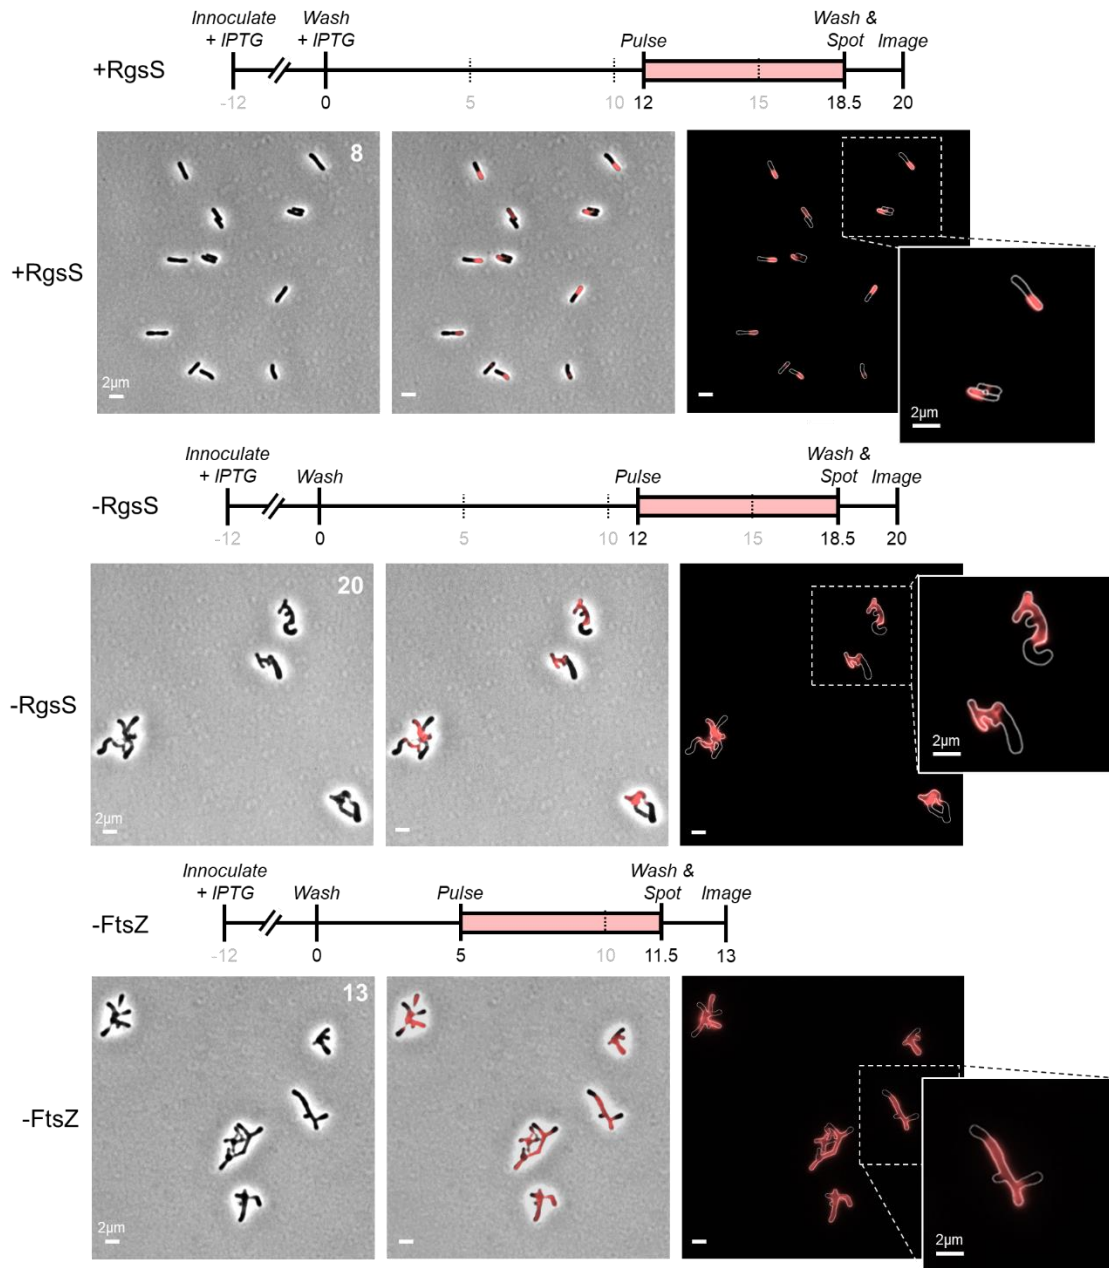 Innoculate
+ IPTG
Wash
+ IPTG
Pulse
Wash &
Spot
Image
+RgsS
-12
0
5
10
12
15
18.5
20
+RgsS
8
2μm
2μm
Innoculate
+ IPTG
Wash
Pulse
Wash &
Spot
Image
-RgsS
-12
0
5
10
12
15
18.5
20
-RgsS
20
2μm
2μm
2μm
Innoculate
+ IPTG
Wash
Pulse
Wash &
Spot
Image
-FtsZ
-12
0
5
10
11.5
13
-FtsZ
13
2μm
2μm